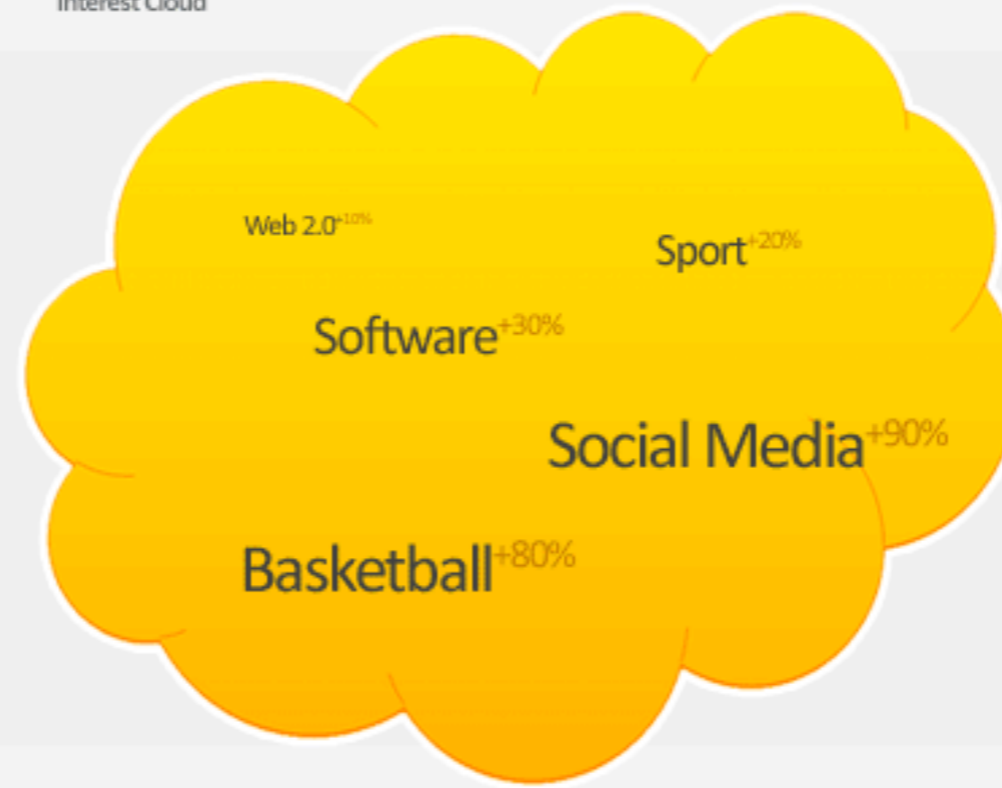 Interest Cloud
Web 2.0+10%
Sport+20%
Software+30%
Social Media+90%
Basketball+80%